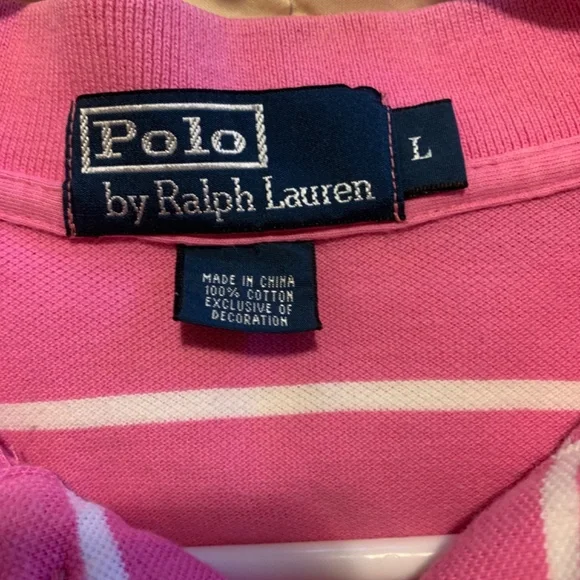 Polo
by Ralph Lauren
L
MADE IN CHINA
100% COTTON
EXCLUSIVE OF
DECORATION